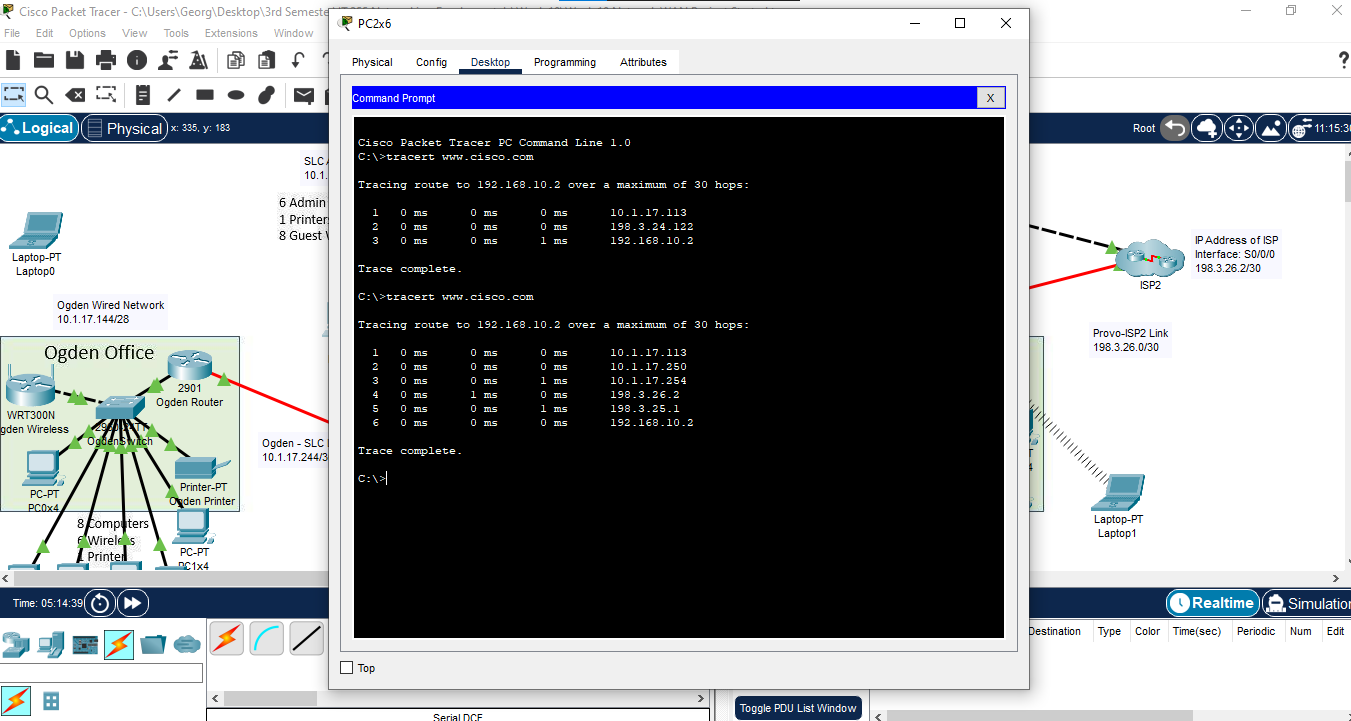 Cisco Packet Tracer - C:\Users\Georg\Desktop\3rd Semeste
File Edit Options View Tools Extensions Window
Logical Physical x: 335, y: 183
Root 11:15:30
SLC
10.1.
6 Admin
1 Printer
8 Guest
Laptop-PT
Laptop0
Ogden Wired Network
10.1.17.144/28
Ogden Office
2901
Ogden Router
WRT300N
gden Wireless
OgdenSwitch
Ogden - SLC
10.1.17.244/3
PC-PT
PC0x4
Printer-PT
Ogden Printer
8 Computers
6 Wireless
1 Printer
PC-PT
PC1x4
PC2x6
Physical Config Desktop Programming Attributes
Command Prompt X
Cisco Packet Tracer PC Command Line 1.0
C:\>tracert www.cisco.com
Tracing route to 192.168.10.2 over a maximum of 30 hops:
1 0 ms 0 ms 0 ms 10.1.17.113
2 0 ms 0 ms 0 ms 198.3.24.122
3 0 ms 0 ms 1 ms 192.168.10.2
Trace complete.
C:\>tracert www.cisco.com
Tracing route to 192.168.10.2 over a maximum of 30 hops:
1 0 ms 0 ms 0 ms 10.1.17.113
2 0 ms 0 ms 0 ms 10.1.17.250
3 0 ms 0 ms 1 ms 10.1.17.254
4 0 ms 1 ms 0 ms 198.3.26.2
5 0 ms 0 ms 1 ms 198.3.25.1
6 0 ms 0 ms 0 ms 192.168.10.2
Trace complete.
C:\>
Top
IP Address of ISP
Interface: S0/0/0
198.3.26.2/30
ISP2
Provo-ISP2 Link
198.3.26.0/30
Laptop-PT
Laptop1
Time: 05:14:39
Realtime Simulation
Destination Type Color Time(sec) Periodic Num Edit
Toggle PDU List Window
Serial DCE